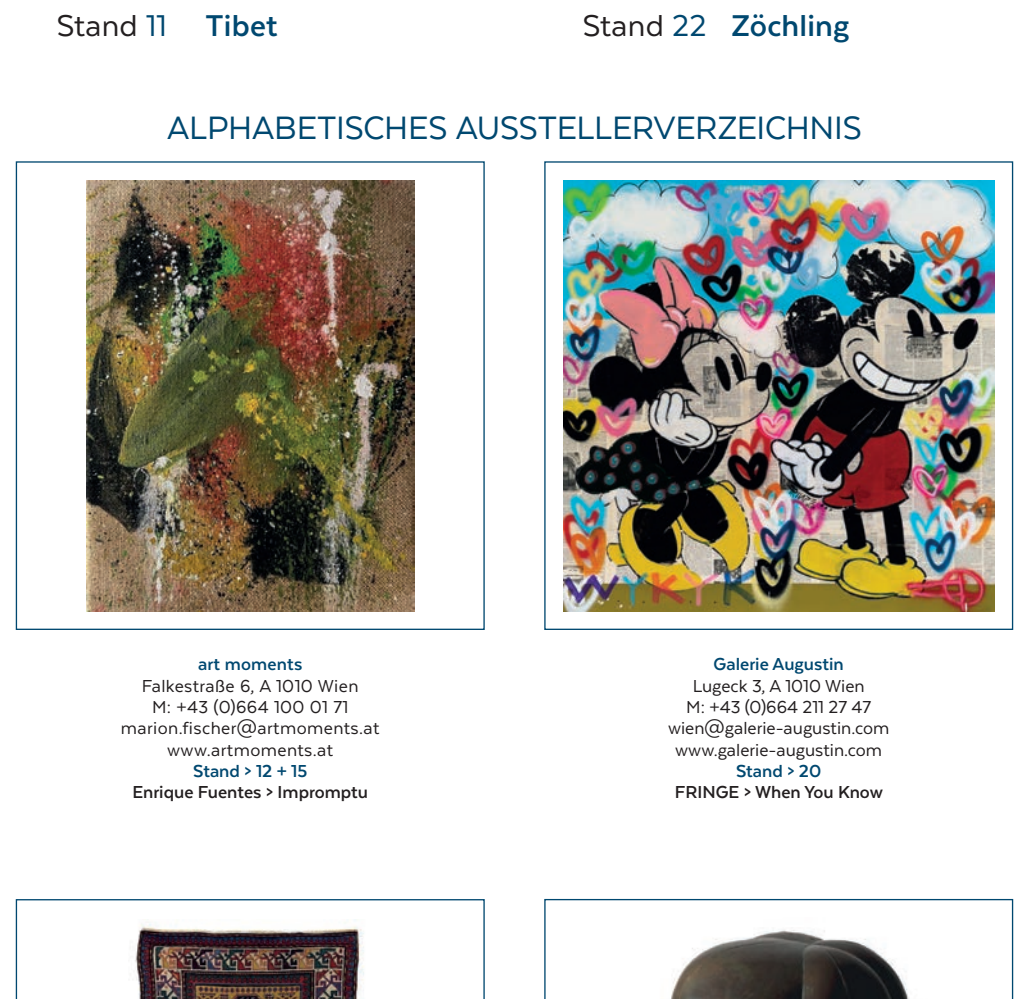 Stand 11 Tibet
Stand 22 Zöchling
ALPHABETISCHES AUSSTELLERVERZEICHNIS
WYKYK
art moments
Falkestraße 6, A 1010 Wien
M: +43 (0)664 100 01 71
marion.fischer@artmoments.at
www.artmoments.at
Stand > 12 + 15
Enrique Fuentes > Impromptu
Galerie Augustin
Lugeck 3, A 1010 Wien
M: +43 (0)664 211 27 47
wien@galerie-augustin.com
www.galerie-augustin.com
Stand > 20
FRINGE > When You Know